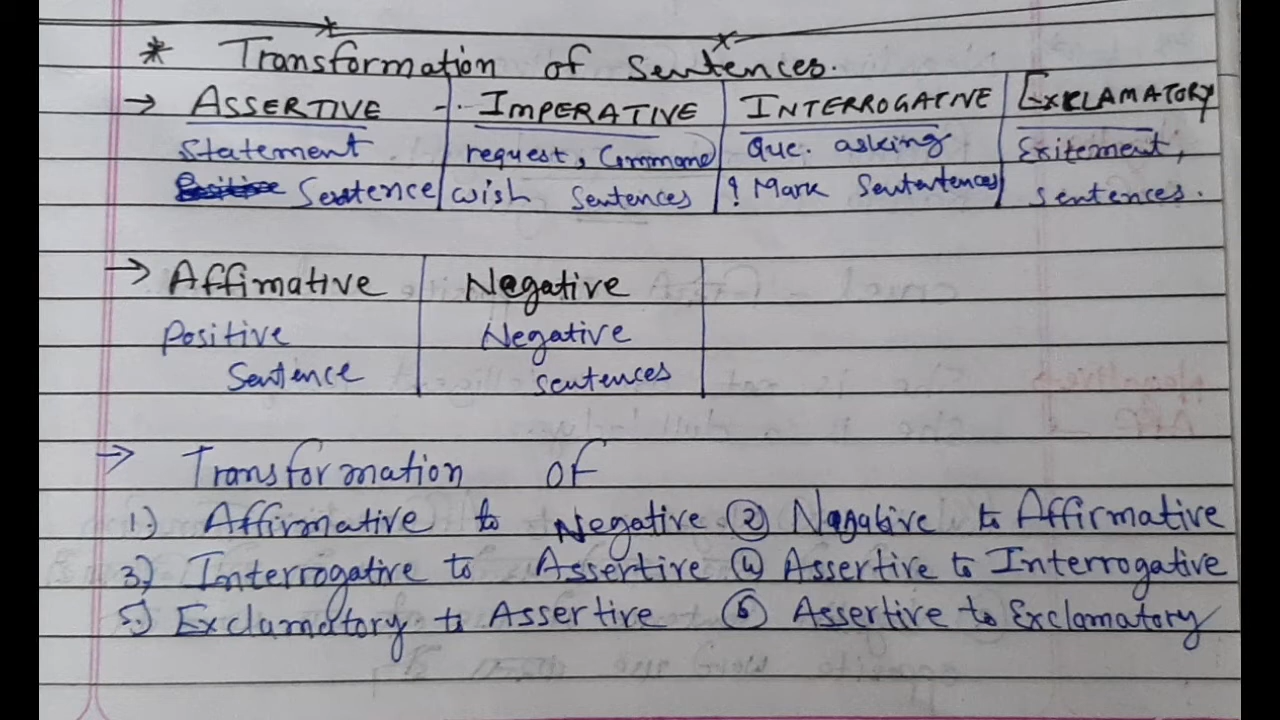 * Transformation of Sentences.
→ ASSERTIVE -- IMPERATIVE INTERROGATIVE EXCLAMATORY
Statement request, Command Que. asking Exitement,
Sentence wish Sentences ? Mark Sententences Sentences.
→ Affimative Negative
Positive Negative
Sentence sentences
→ Transformation of
1) Affirmative to Negative ② Nagative to Affirmative
3) Interrogative to Assertive ④ Assertive to Interrogative
5) Exclamatory to Assertive ⑥ Assertive to Exclamatory